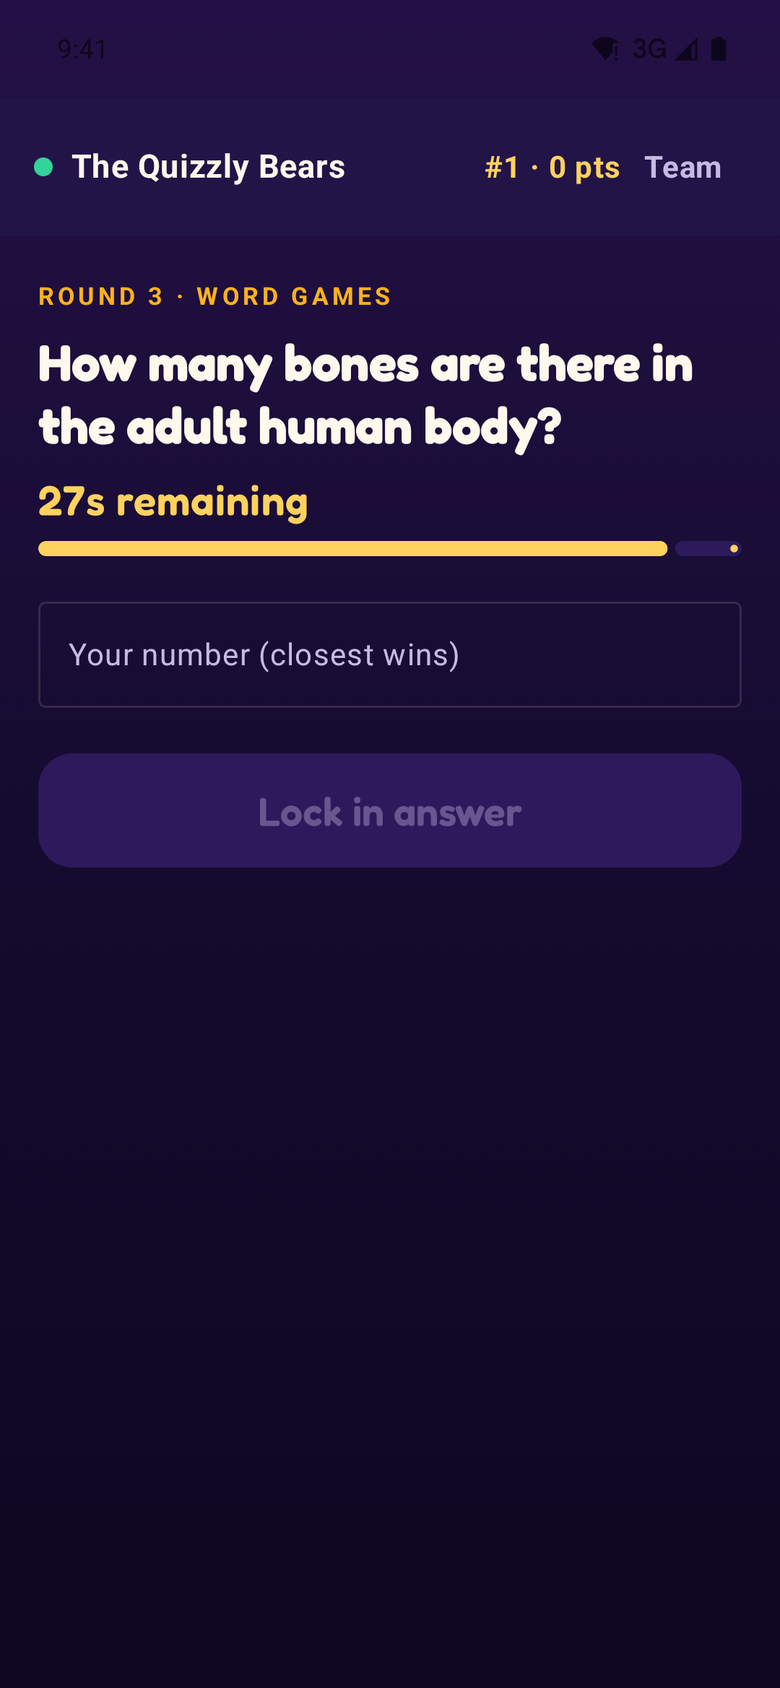 9:41
3G
The Quizzly Bears
#1 · 0 pts
Team
ROUND 3 · WORD GAMES
How many bones are there in
the adult human body?
27s remaining
Your number (closest wins)
Lock in answer